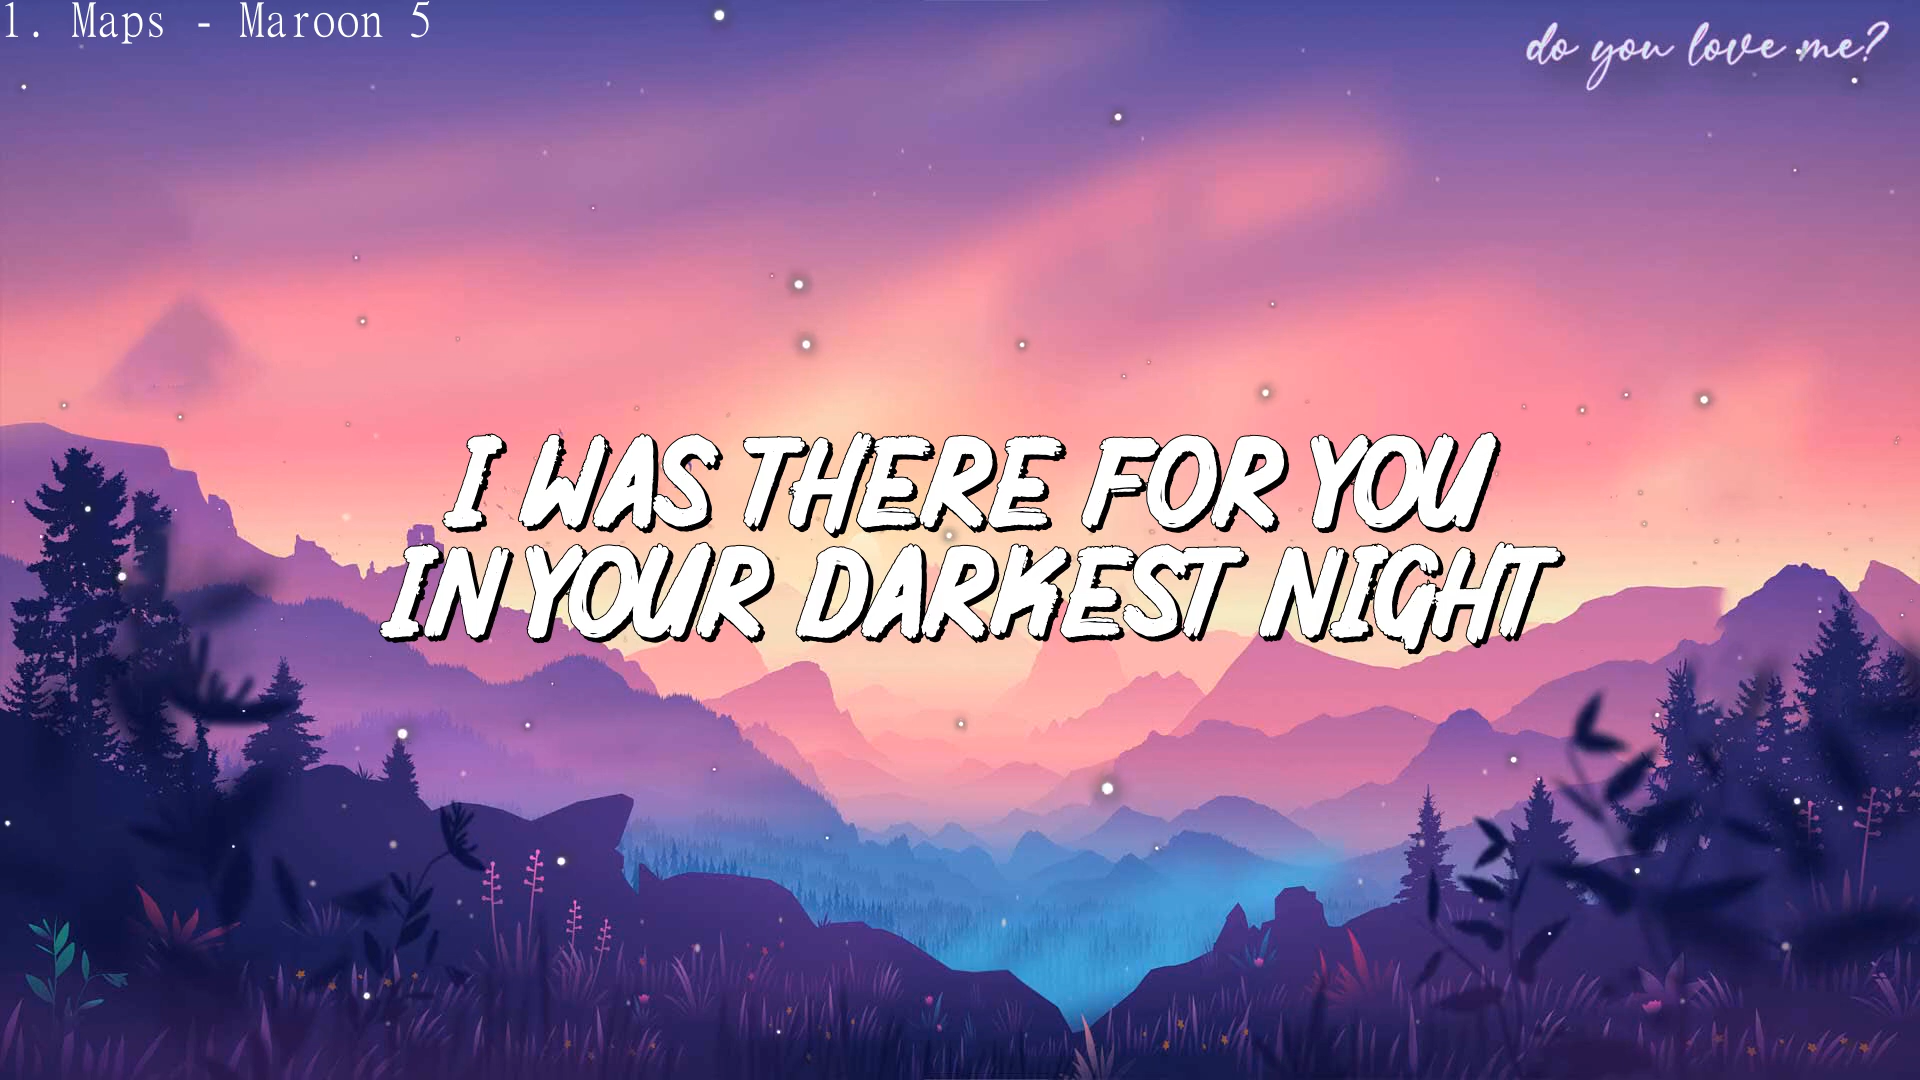 1. Maps - Maroon 5
do you love me?
I WAS THERE FOR YOU
IN YOUR DARKEST NIGHT